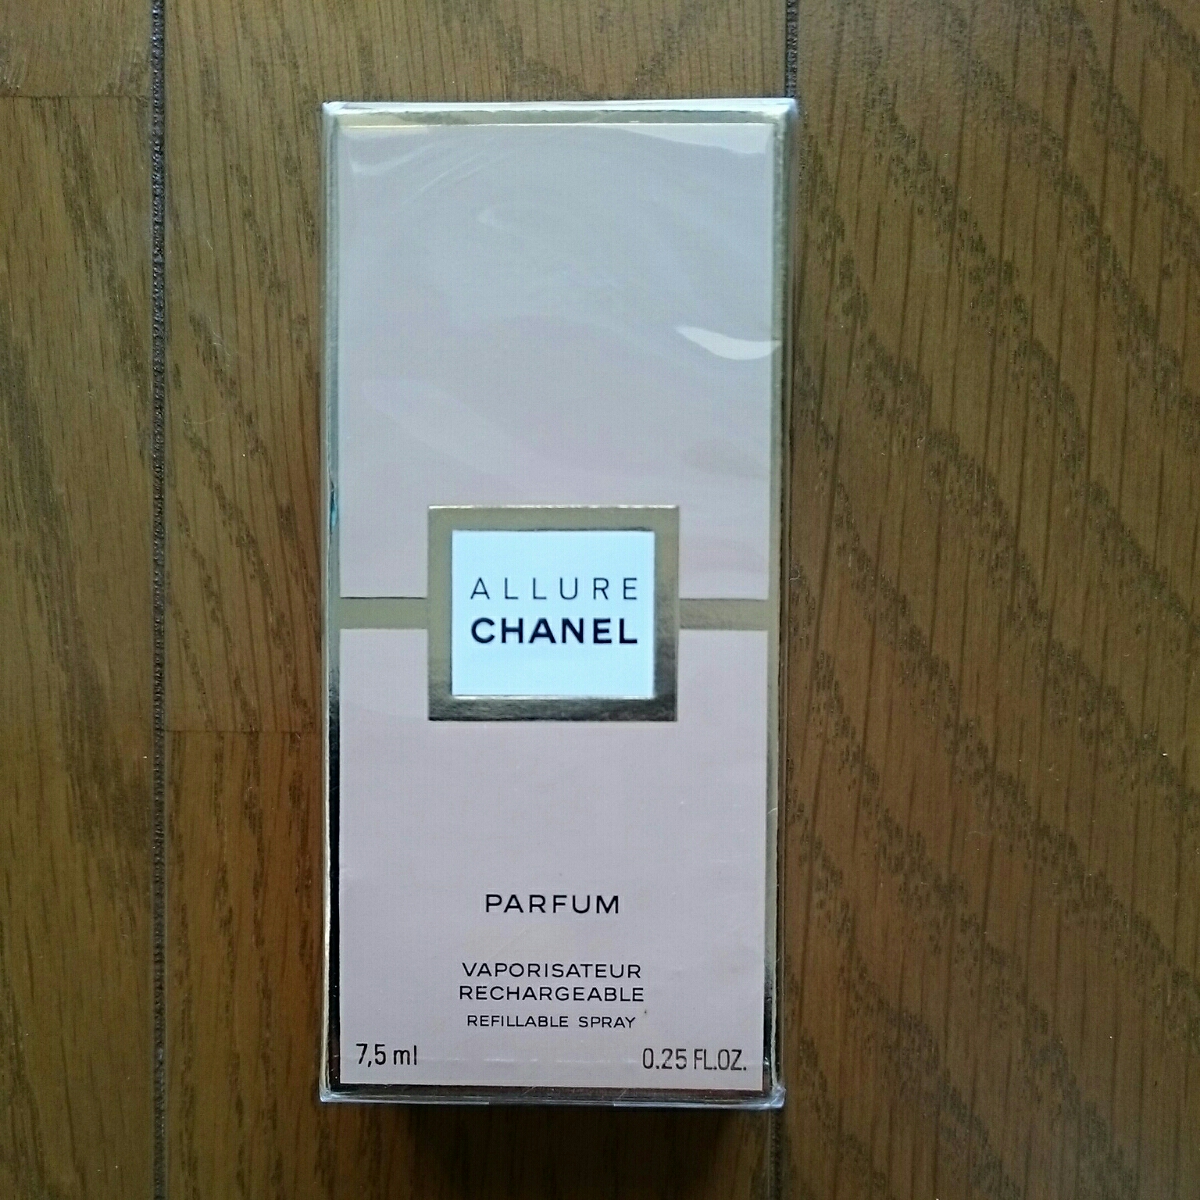 ALLURE
CHANEL
PARFUM
VAPORISATEUR
RECHARGEABLE
REFILLABLE SPRAY
7,5 ml 0.25 FL.OZ.